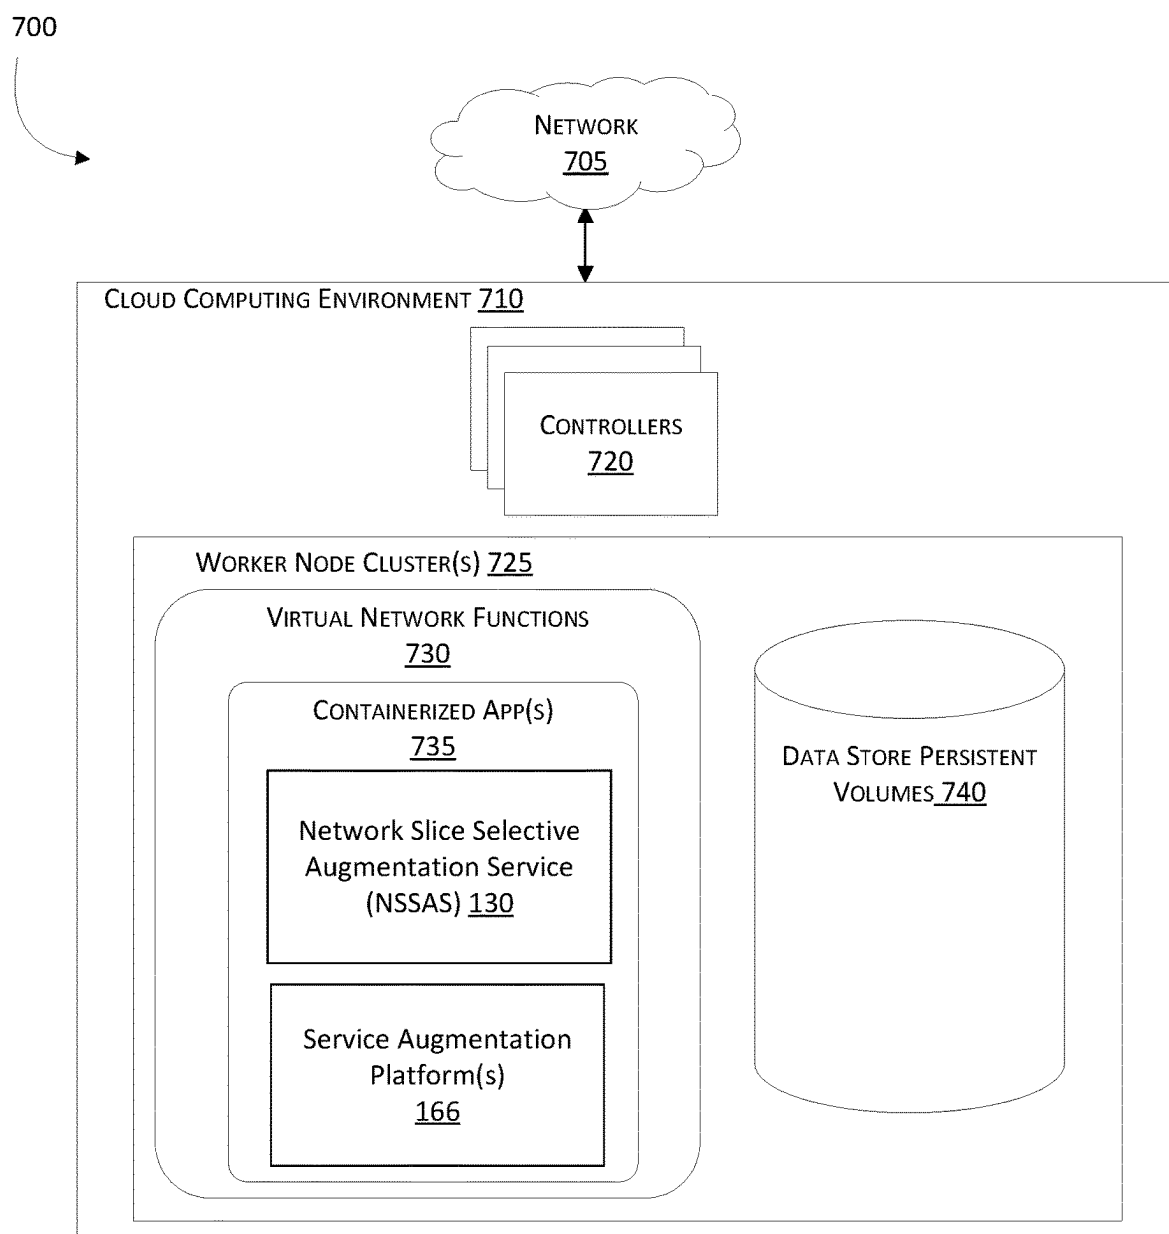 700
NETWORK
705
CLOUD COMPUTING ENVIRONMENT 710
CONTROLLERS
720
WORKER NODE CLUSTER(S) 725
VIRTUAL NETWORK FUNCTIONS
730
CONTAINERIZED APP(S)
735
Network Slice Selective
Augmentation Service
(NSSAS) 130
Service Augmentation
Platform(s)
166
DATA STORE PERSISTENT
VOLUMES 740